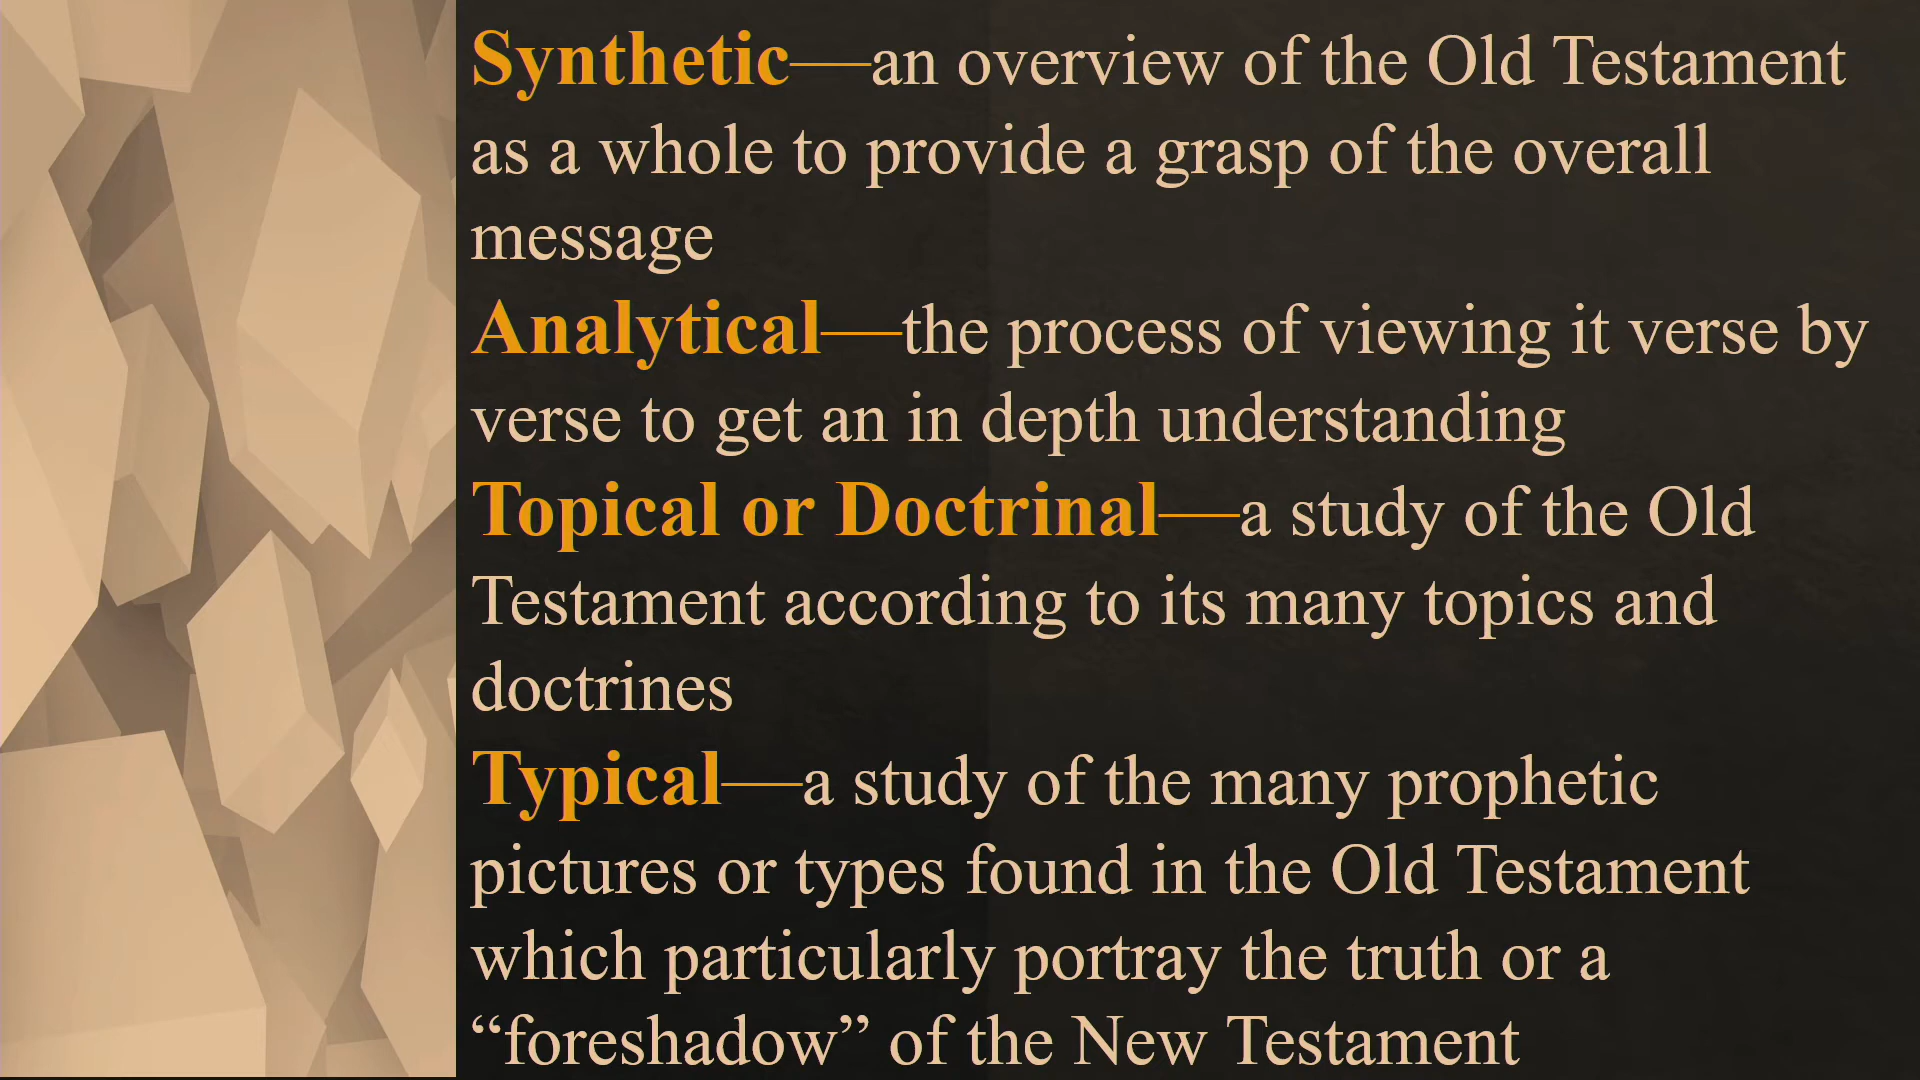 Synthetic—an overview of the Old Testament
as a whole to provide a grasp of the overall
message
Analytical—the process of viewing it verse by
verse to get an in depth understanding
Topical or Doctrinal—a study of the Old
Testament according to its many topics and
doctrines
Typical—a study of the many prophetic
pictures or types found in the Old Testament
which particularly portray the truth or a
“foreshadow” of the New Testament